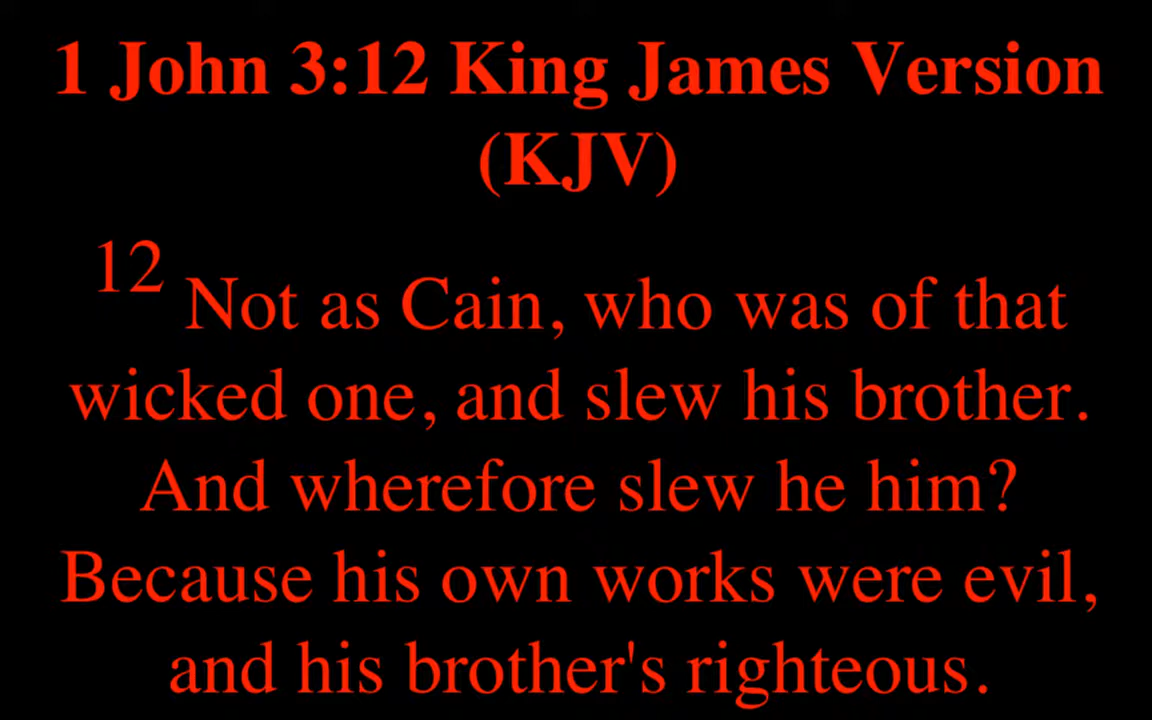 1 John 3:12 King James Version
(KJV)
12 Not as Cain, who was of that
wicked one, and slew his brother.
And wherefore slew he him?
Because his own works were evil,
and his brother's righteous.